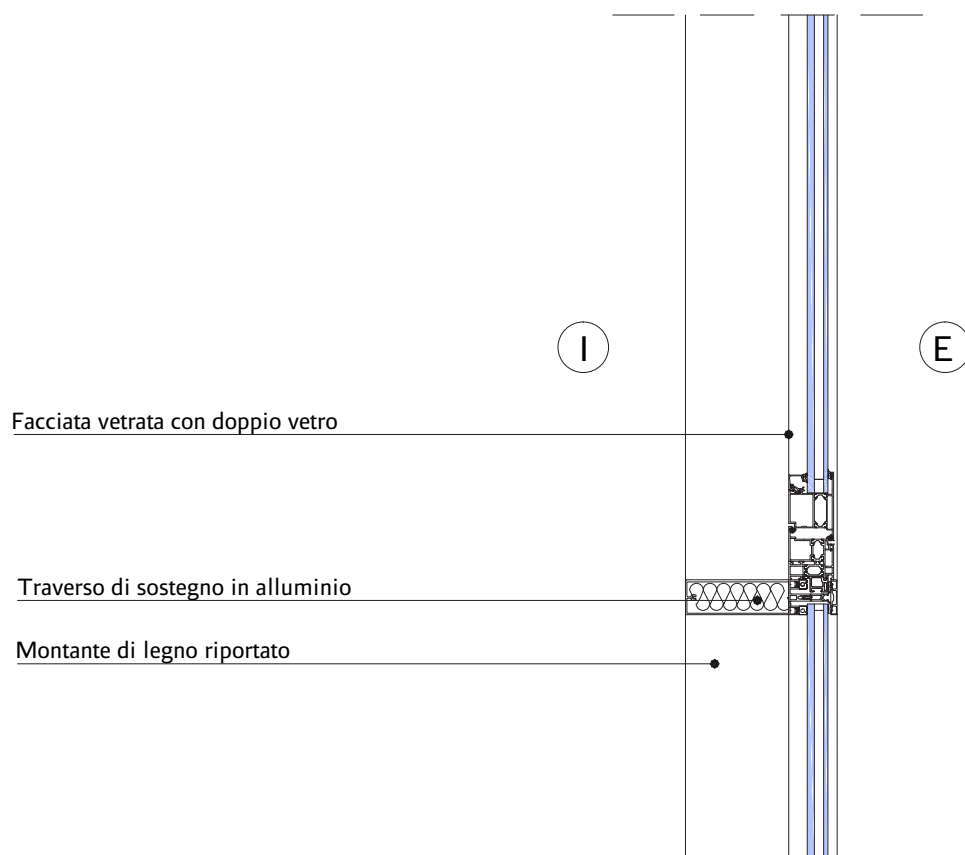 I
E
Facciata vetrata con doppio vetro
Traverso di sostegno in alluminio
Montante di legno riportato